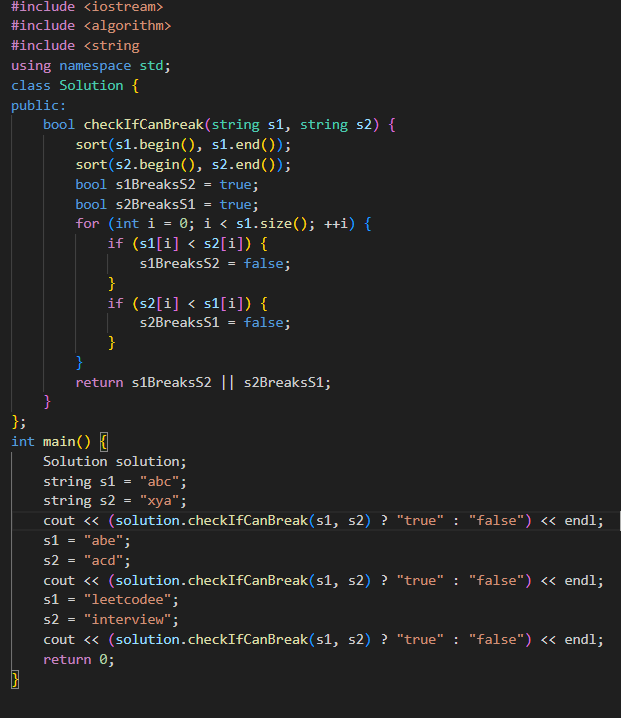 #include <iostream>
#include <algorithm>
#include <string
using namespace std;
class Solution {
public:
    bool checkIfCanBreak(string s1, string s2) {
        sort(s1.begin(), s1.end());
        sort(s2.begin(), s2.end());
        bool s1BreaksS2 = true;
        bool s2BreaksS1 = true;
        for (int i = 0; i < s1.size(); ++i) {
            if (s1[i] < s2[i]) {
                s1BreaksS2 = false;
            }
            if (s2[i] < s1[i]) {
                s2BreaksS1 = false;
            }
        }
        return s1BreaksS2 || s2BreaksS1;
    }
};
int main() {
    Solution solution;
    string s1 = "abc";
    string s2 = "xya";
    cout << (solution.checkIfCanBreak(s1, s2) ? "true" : "false") << endl;
    s1 = "abe";
    s2 = "acd";
    cout << (solution.checkIfCanBreak(s1, s2) ? "true" : "false") << endl;
    s1 = "leetcodee";
    s2 = "interview";
    cout << (solution.checkIfCanBreak(s1, s2) ? "true" : "false") << endl;
    return 0;
}